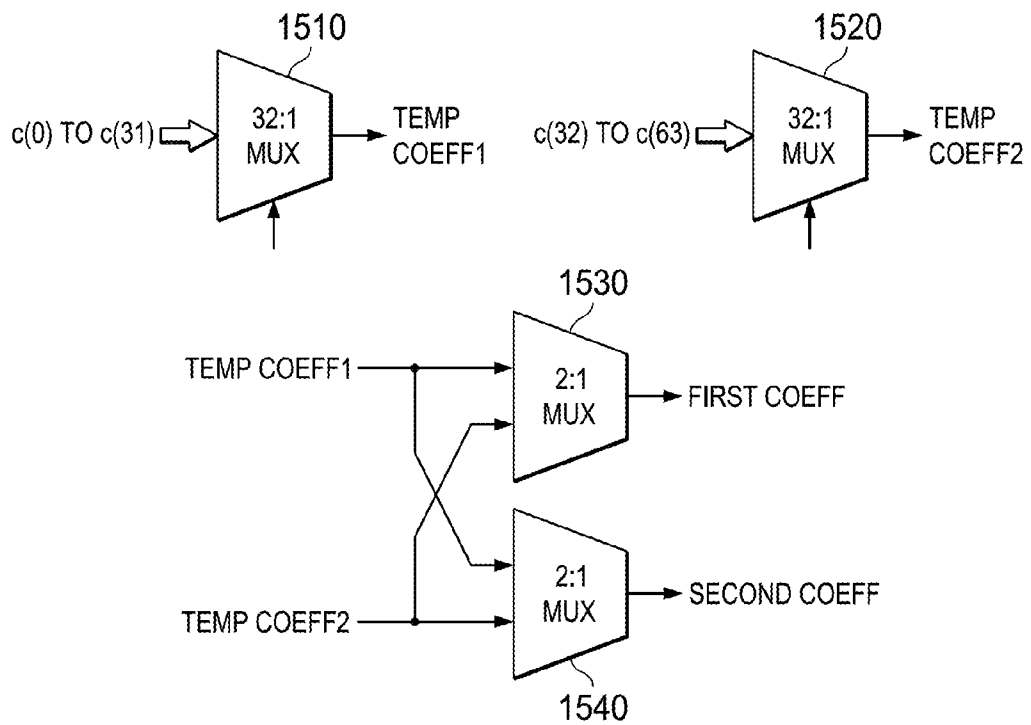 1510
c(0) TO c(31)
32:1
MUX
TEMP
COEFF1
1520
c(32) TO c(63)
32:1
MUX
TEMP
COEFF2
1530
TEMP COEFF1
2:1
MUX
FIRST COEFF
TEMP COEFF2
2:1
MUX
SECOND COEFF
1540